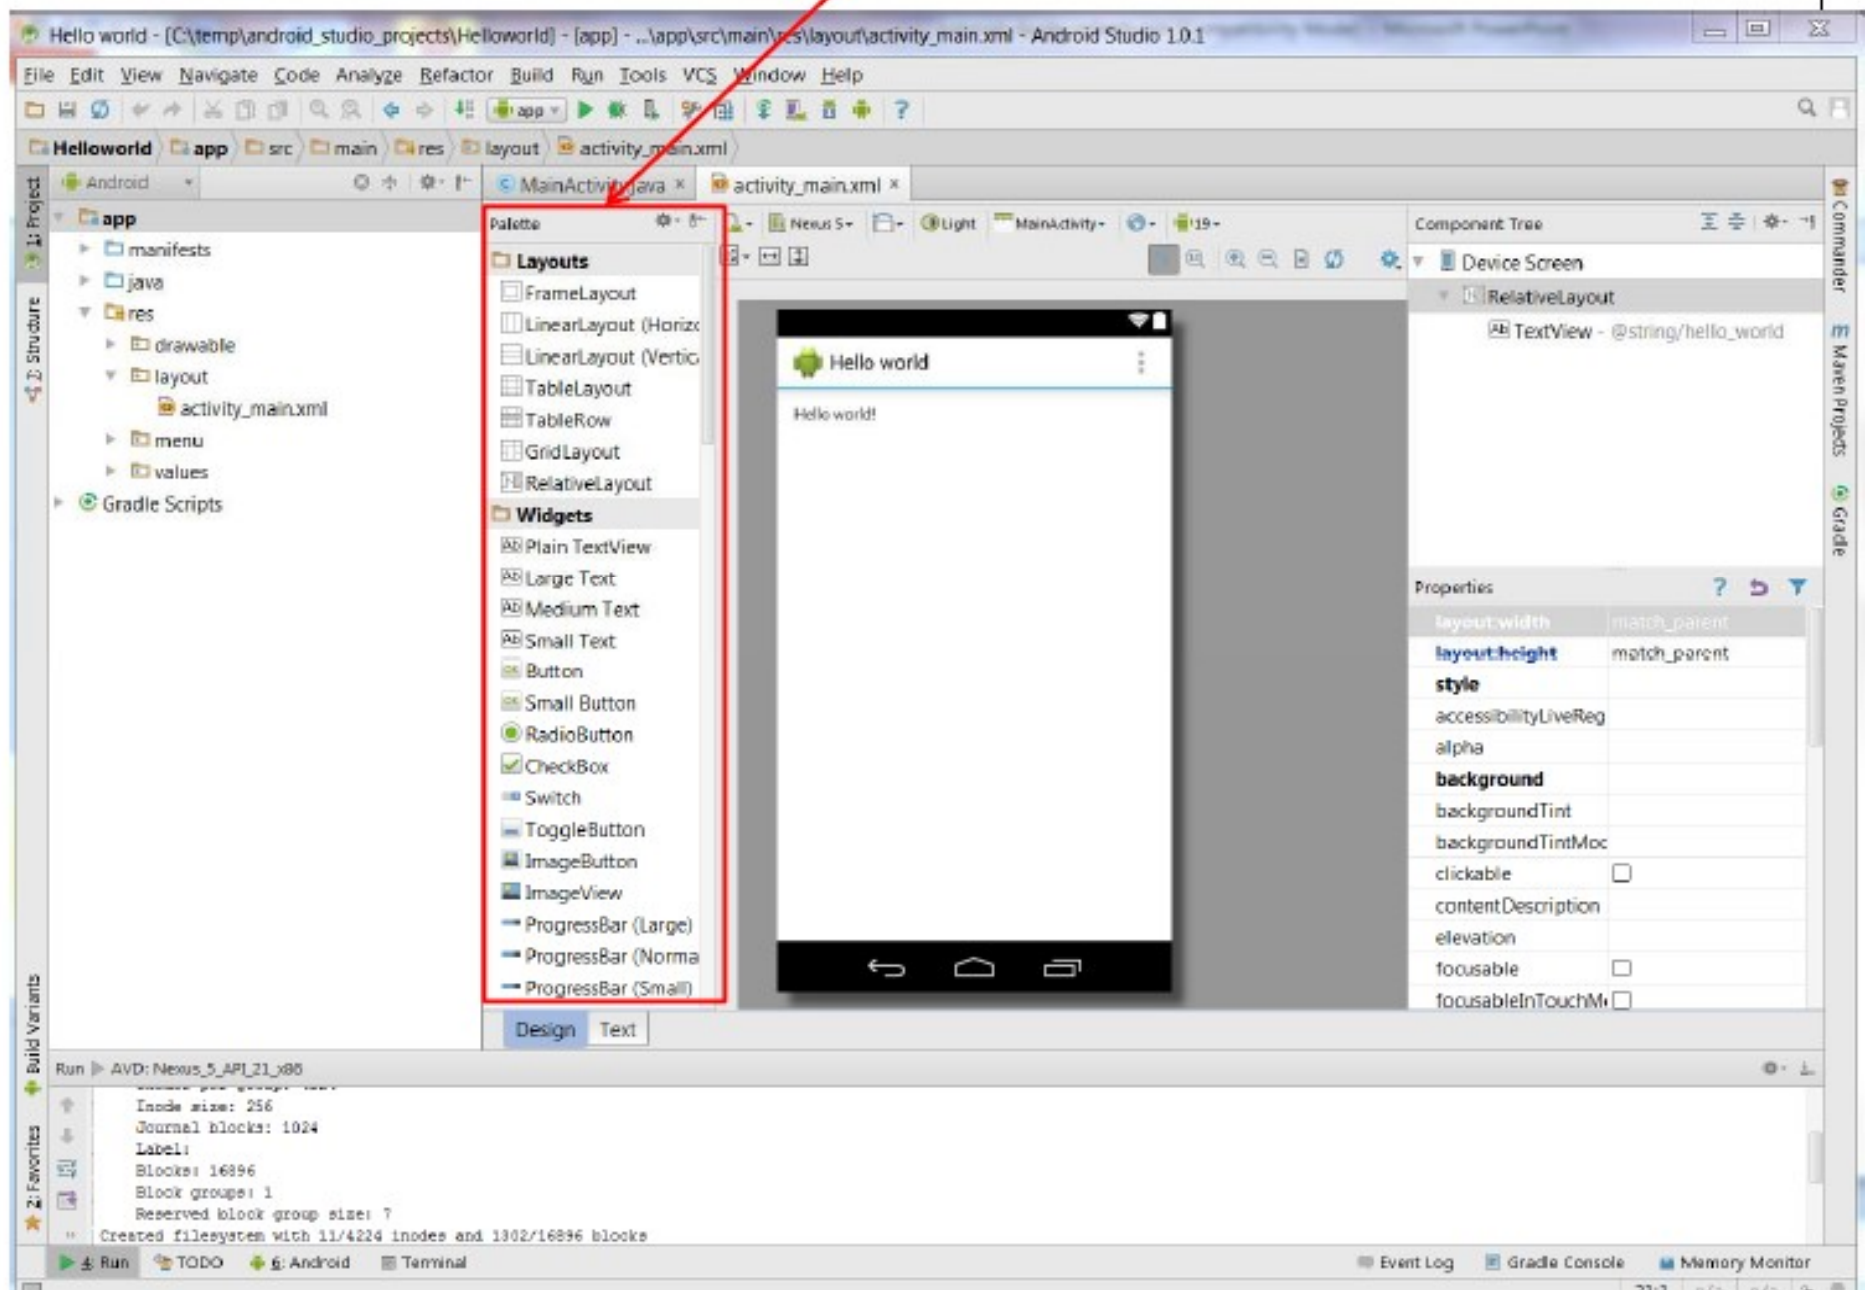 Hello world - [C:\temp\android_studio_projects\Helloworld] - [app] - ...\app\src\main\res\layout\activity_main.xml - Android Studio 1.0.1
File Edit View Navigate Code Analyze Refactor Build Run Tools VCS Window Help
app
Helloworld app src main res layout activity_main.xml
1: Project
2: Structure
Build Variants
2: Favorites
Android
app
manifests
java
res
drawable
layout
activity_main.xml
menu
values
Gradle Scripts
MainActivity.java activity_main.xml
Palette
Layouts
FrameLayout
LinearLayout (Horizo
LinearLayout (Vertica
TableLayout
TableRow
GridLayout
RelativeLayout
Widgets
Plain TextView
Large Text
Medium Text
Small Text
Button
Small Button
RadioButton
CheckBox
Switch
ToggleButton
ImageButton
ImageView
ProgressBar (Large)
ProgressBar (Norma
ProgressBar (Small)
Design Text
Nexus 5 Light MainActivity 19
Hello world
Hello world!
Component Tree
Device Screen
RelativeLayout
Ab TextView - @string/hello_world
Properties
layout:width match_parent
layout:height match_parent
style
accessibilityLiveReg
alpha
background
backgroundTint
backgroundTintMoc
clickable
contentDescription
elevation
focusable
focusableInTouchM
Commander
Maven Projects
Gradle
Run AVD: Nexus_5_API_21_x86
Inode size: 256
Journal blocks: 1024
Label:
Blocks: 16896
Block groups: 1
Reserved block group size: 7
Created filesystem with 11/4224 inodes and 1302/16896 blocks
4: Run TODO 6: Android Terminal Event Log Gradle Console Memory Monitor